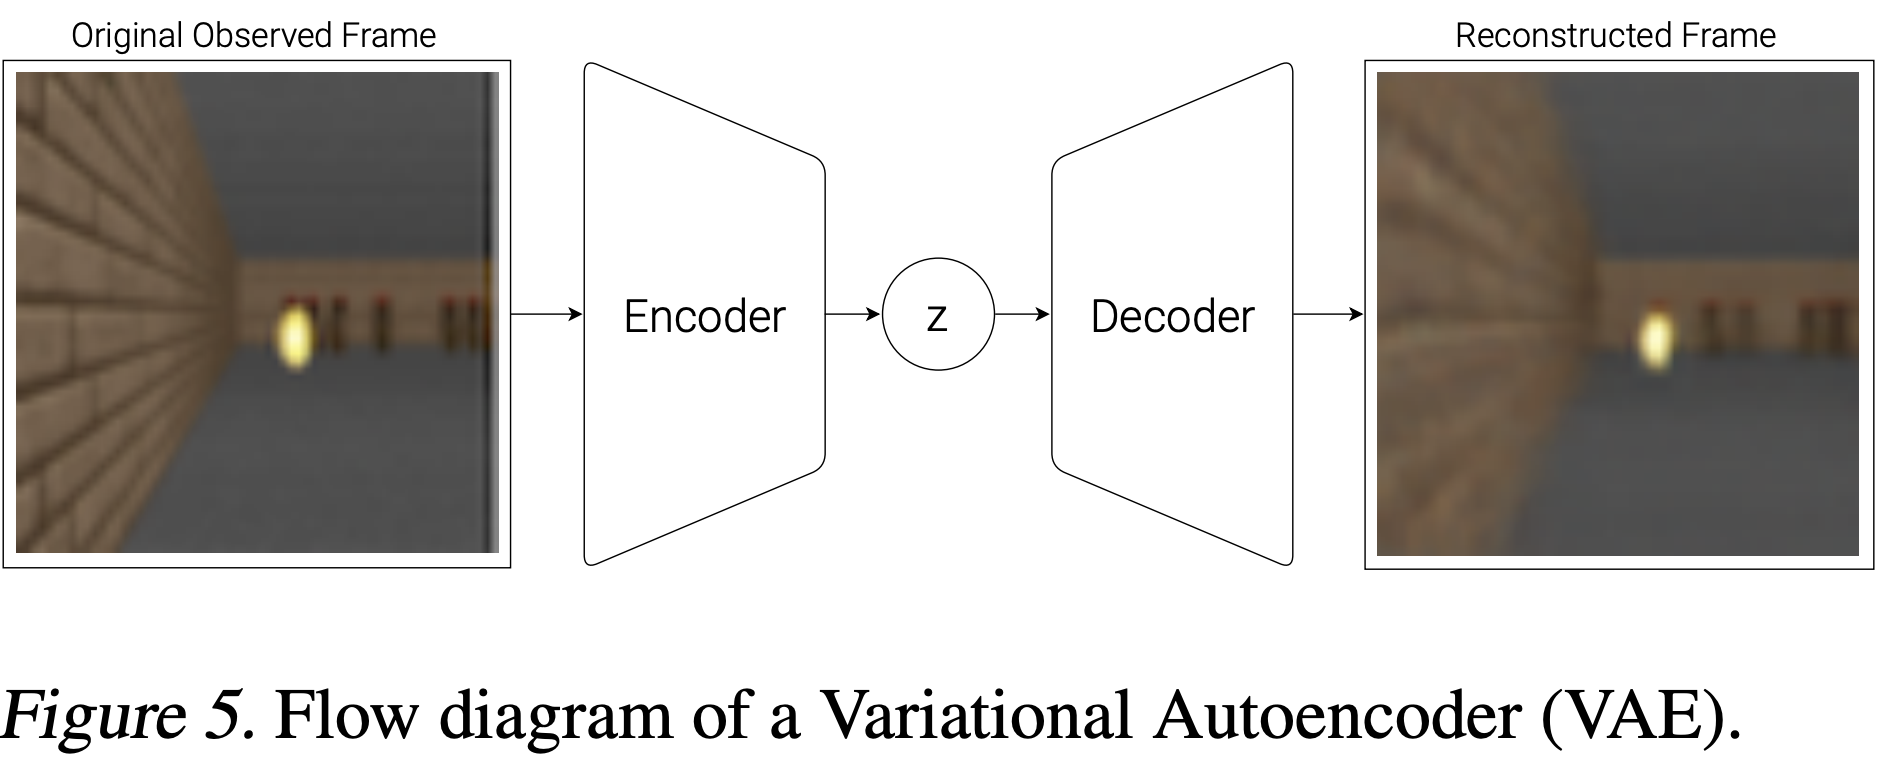 Original Observed Frame
Reconstructed Frame
Encoder
z
Decoder
Figure 5. Flow diagram of a Variational Autoencoder (VAE).